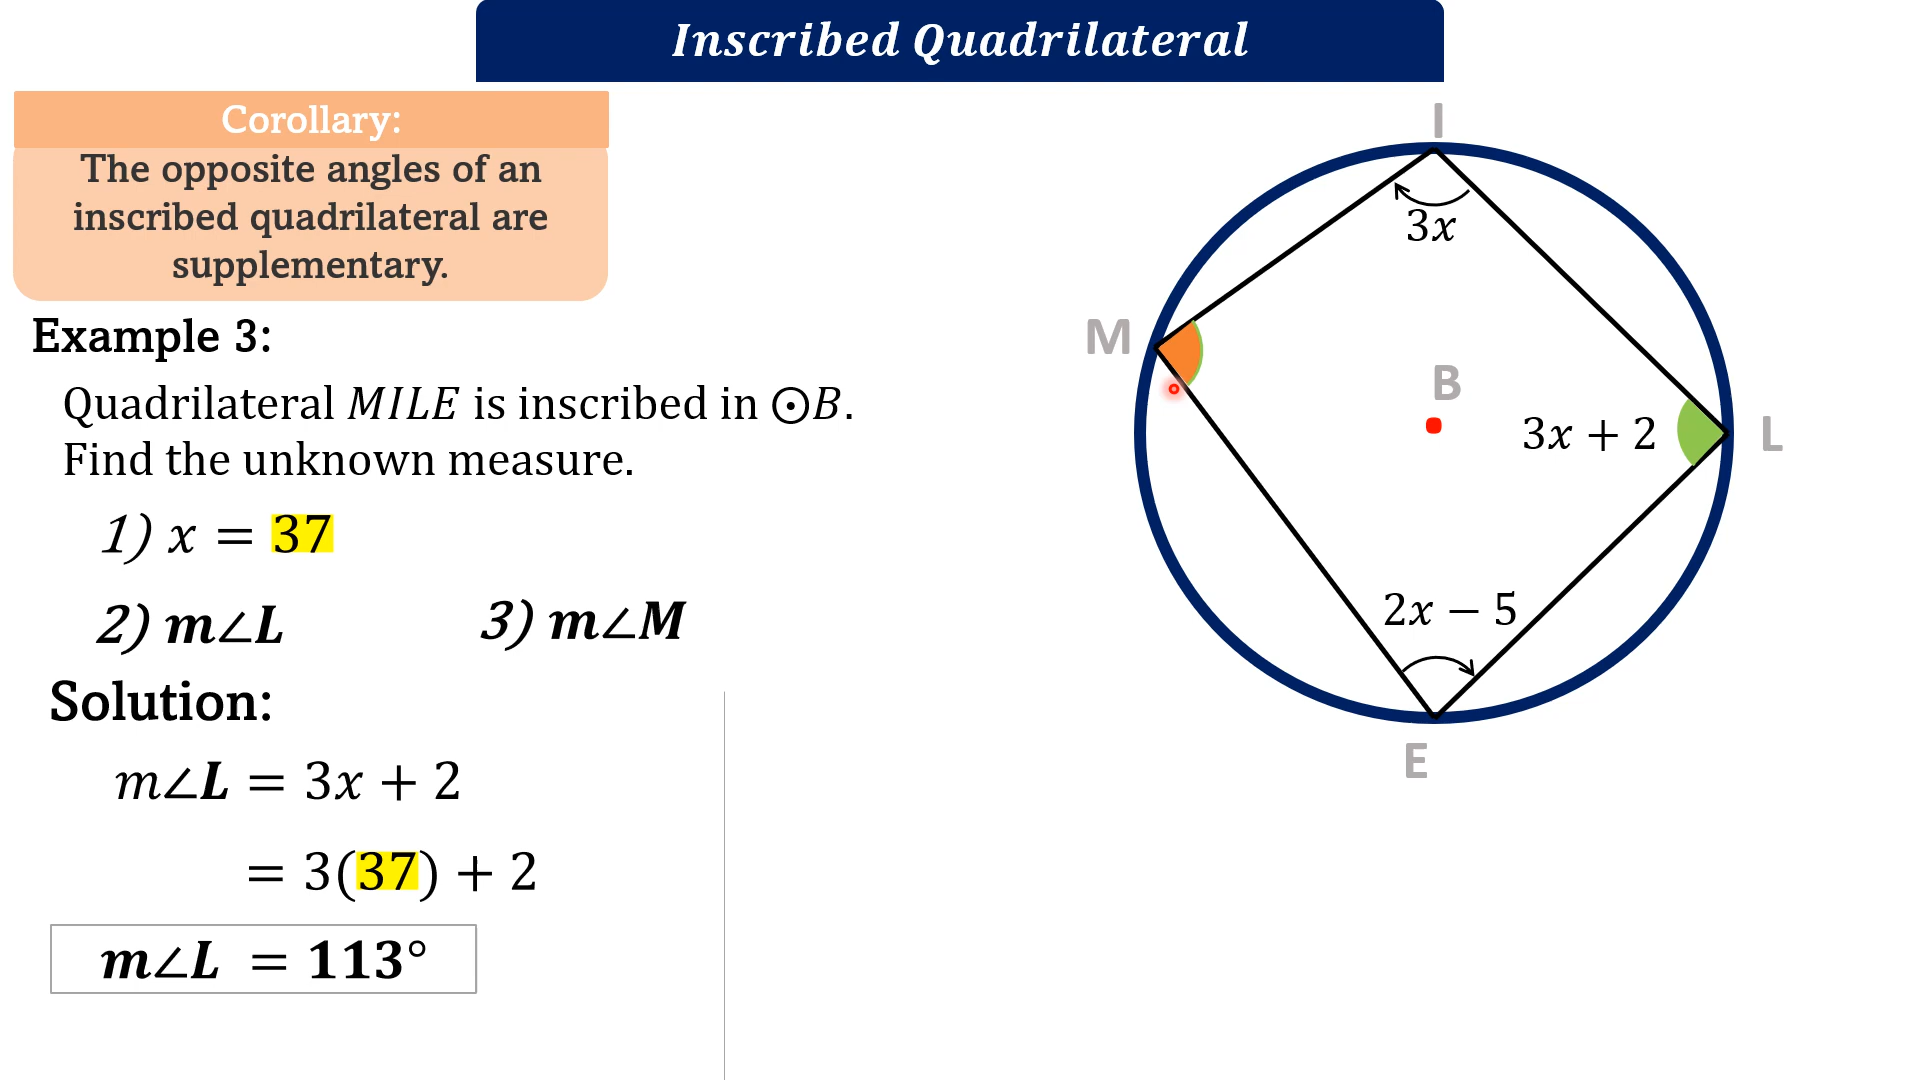 Inscribed Quadrilateral
Corollary:
The opposite angles of an
inscribed quadrilateral are
supplementary.
Example 3:
Quadrilateral MILE is inscribed in ⊙B.
Find the unknown measure.
1) x = 37
2) m∠L
3) m∠M
Solution:
m∠L = 3x + 2
= 3(37) + 2
m∠L = 113°
I
3x
M
B
3x + 2
L
2x − 5
E